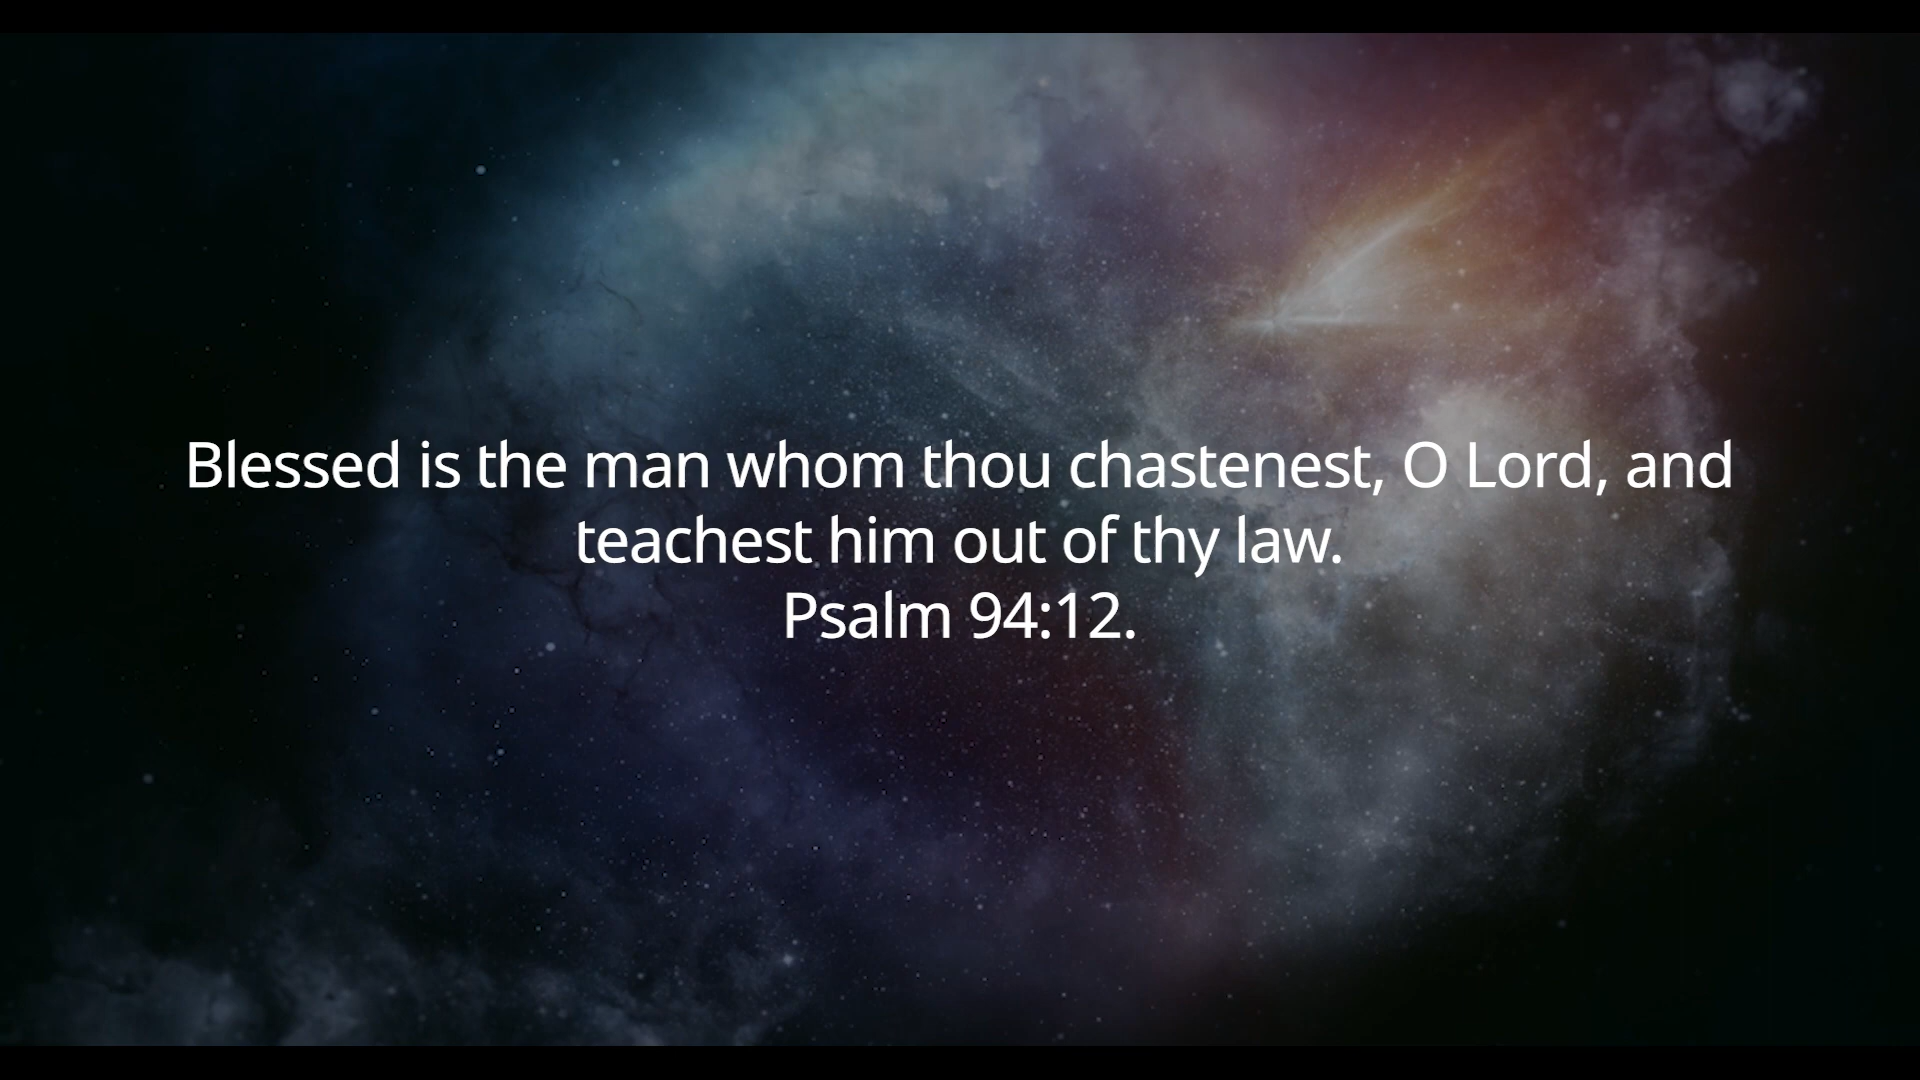 Blessed is the man whom thou chastenest, O Lord, and
teachest him out of thy law.
Psalm 94:12.